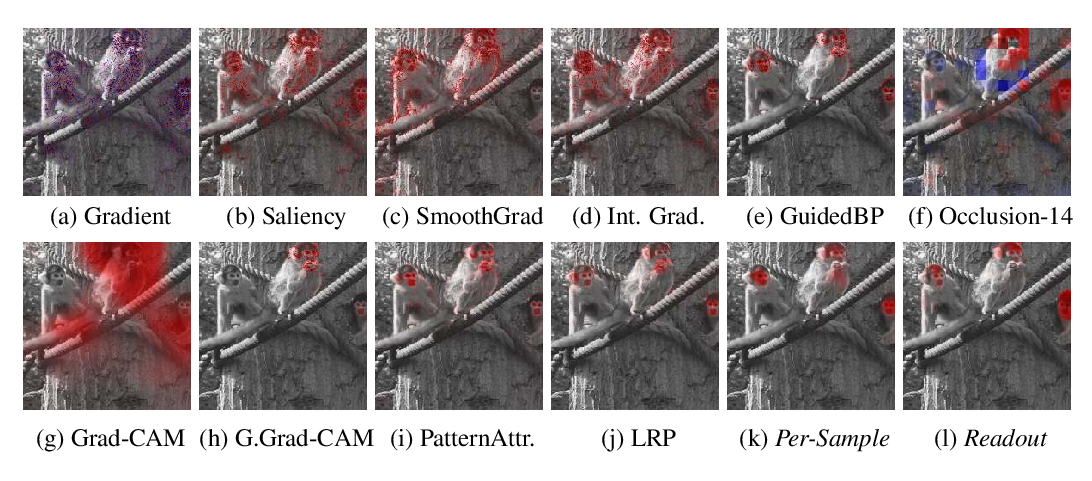 (a) Gradient (b) Saliency (c) SmoothGrad (d) Int. Grad. (e) GuidedBP (f) Occlusion-14
(g) Grad-CAM (h) G.Grad-CAM (i) PatternAttr. (j) LRP (k) Per-Sample (l) Readout